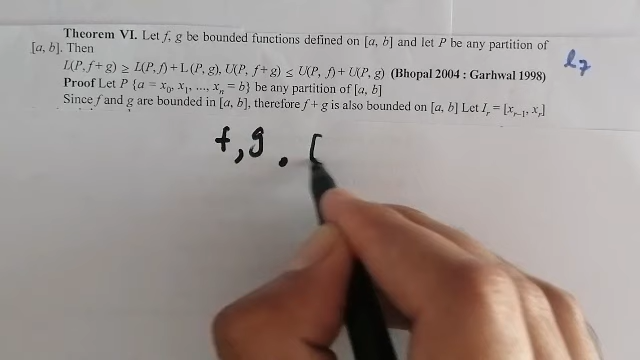 Theorem VI. Let f, g be bounded functions defined on [a, b] and let P be any partition of
[a, b]. Then
L(P, f+g) ≥ L(P, f) + L (P, g), U(P, f+g) ≤ U(P, f) + U(P, g) (Bhopal 2004 : Garhwal 1998)
Proof Let P {a = x₀, x₁, ..., xₙ = b} be any partition of [a, b]
Since f and g are bounded in [a, b], therefore f + g is also bounded on [a, b] Let Iᵣ = [xᵣ₋₁, xᵣ]
f, g . [